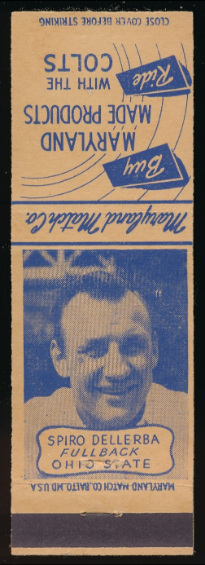 CLOSE COVER BEFORE STRIKING
Buy
MARYLAND
MADE PRODUCTS
Ride
WITH THE
COLTS
Maryland Match Co.
SPIRO DELLERBA
FULLBACK
OHIO STATE
MARYLAND MATCH CO. BALTO. MD. U.S.A